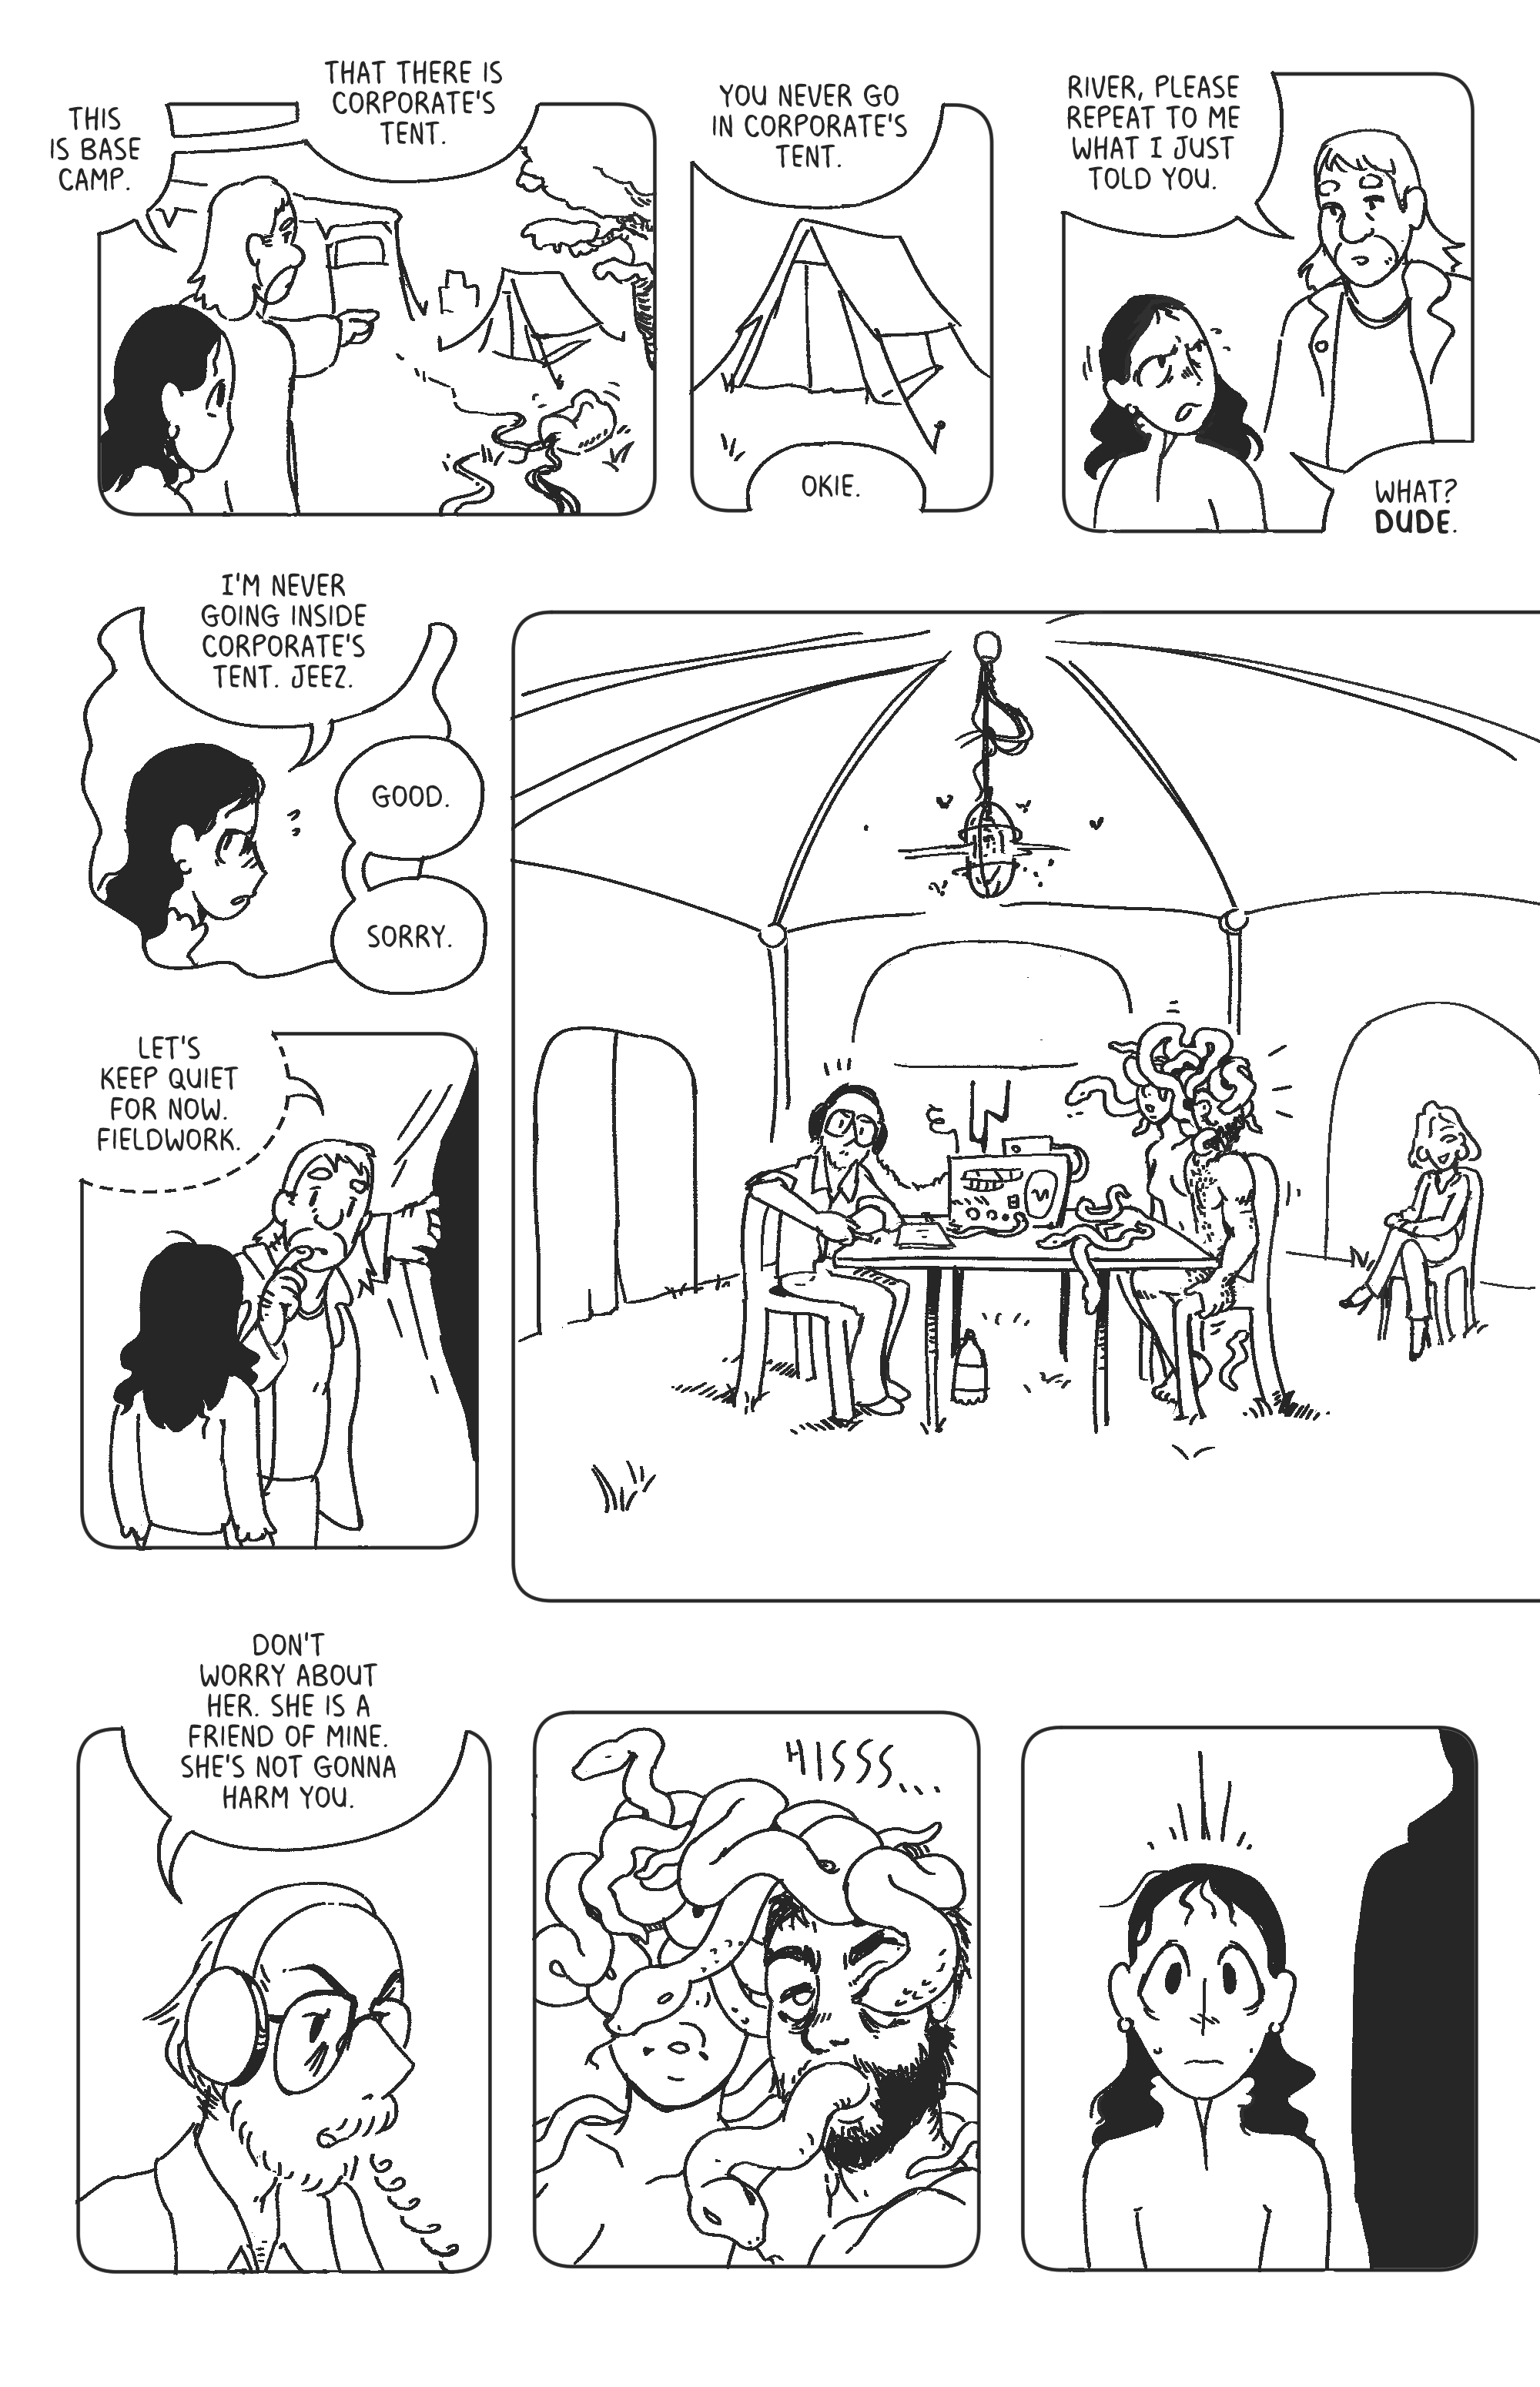 THIS
IS BASE
CAMP.
THAT THERE IS
CORPORATE'S
TENT.
YOU NEVER GO
IN CORPORATE'S
TENT.
OKIE.
RIVER, PLEASE
REPEAT TO ME
WHAT I JUST
TOLD YOU.
WHAT?
DUDE.
I'M NEVER
GOING INSIDE
CORPORATE'S
TENT. JEEZ.
GOOD.
SORRY.
LET'S
KEEP QUIET
FOR NOW.
FIELDWORK.
DON'T
WORRY ABOUT
HER. SHE IS A
FRIEND OF MINE.
SHE'S NOT GONNA
HARM YOU.
HISSS...